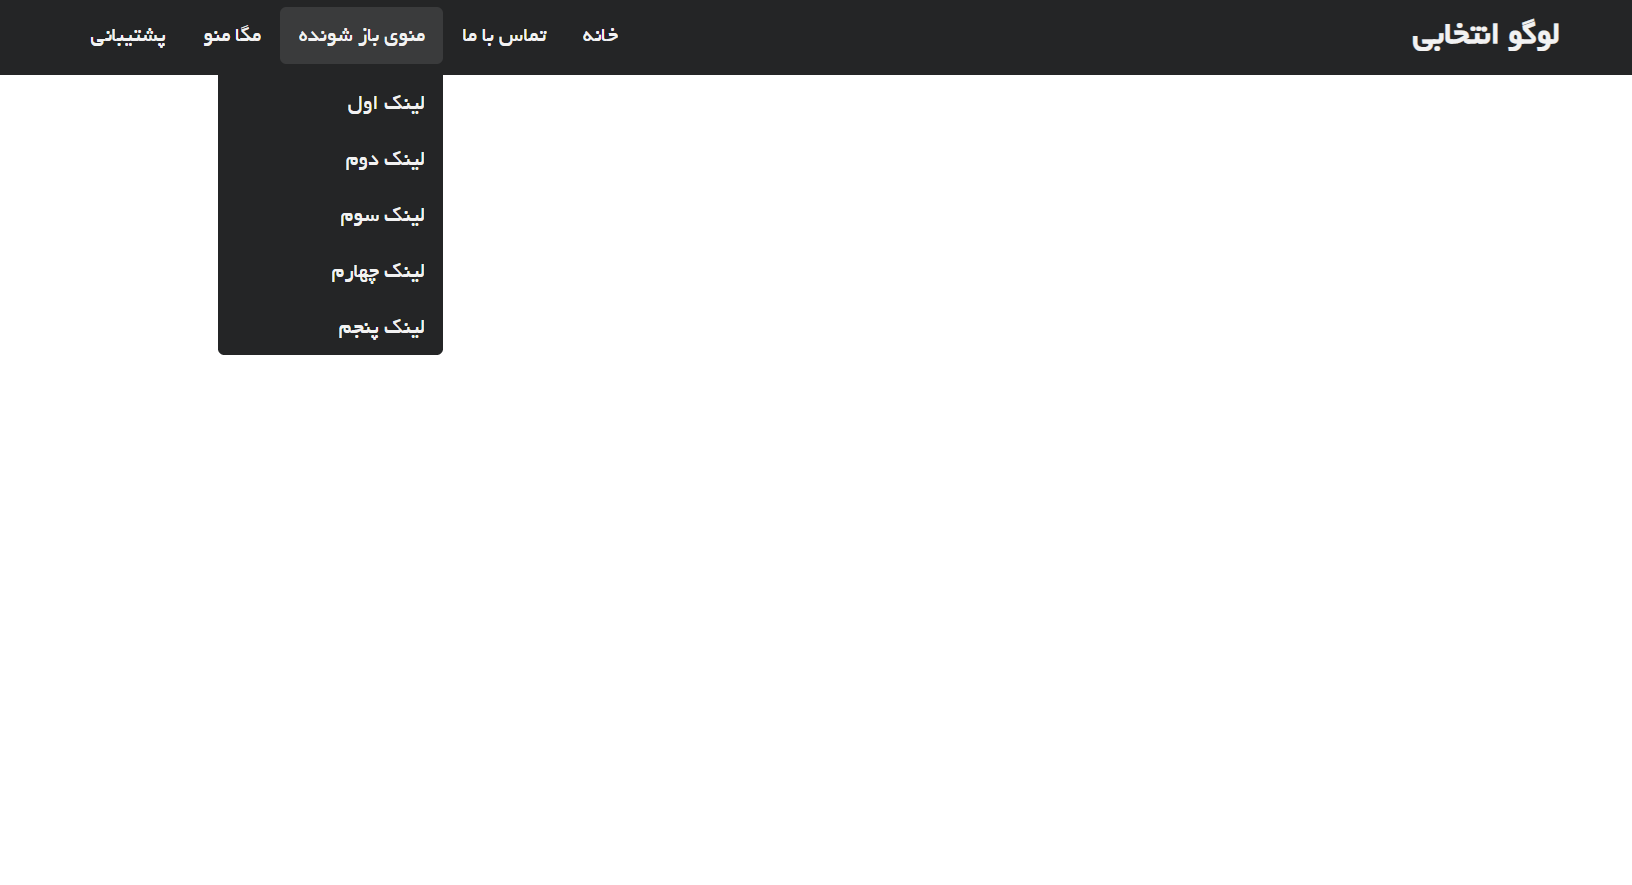 لوگو انتخابی
خانه تماس با ما منوی باز شونده مگا منو پشتیبانی
لینک اول
لینک دوم
لینک سوم
لینک چهارم
لینک پنجم